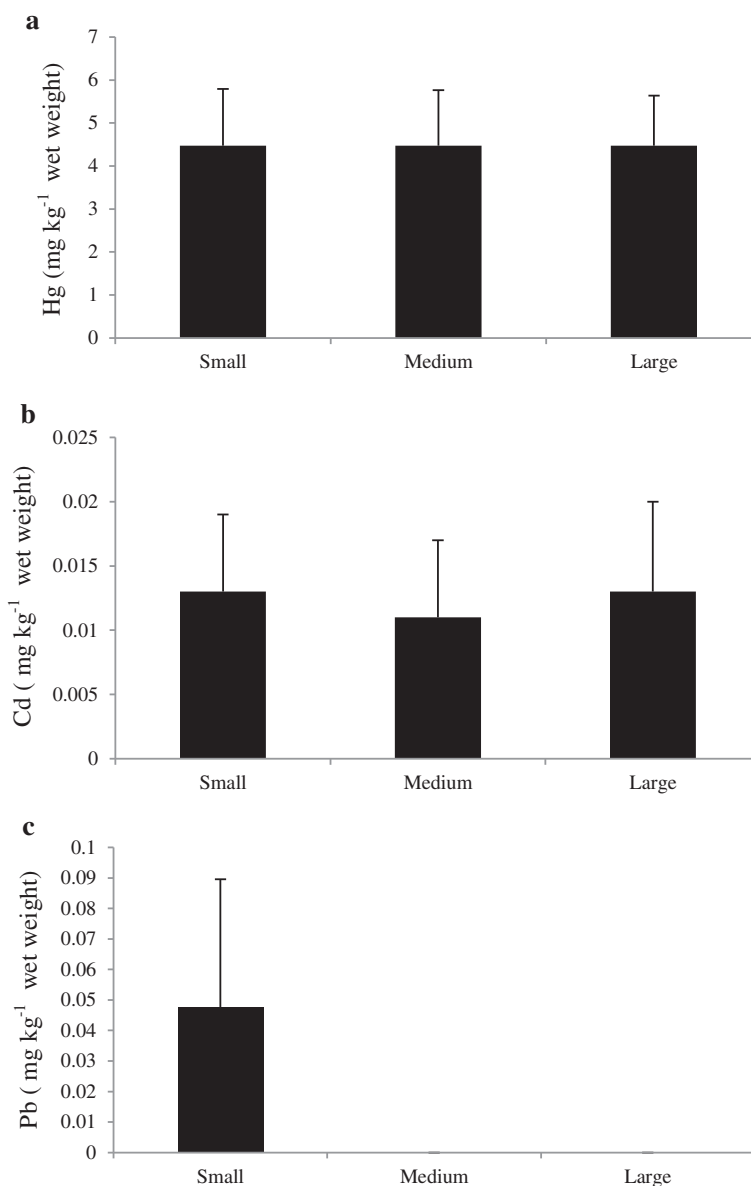 a
Hg (mg kg⁻¹ wet weight)
7
6
5
4
3
2
1
0
Small Medium Large
b
Cd ( mg kg⁻¹ wet weight)
0.025
0.02
0.015
0.01
0.005
0
Small Medium Large
c
Pb ( mg kg⁻¹ wet weight)
0.1
0.09
0.08
0.07
0.06
0.05
0.04
0.03
0.02
0.01
0
Small Medium Large